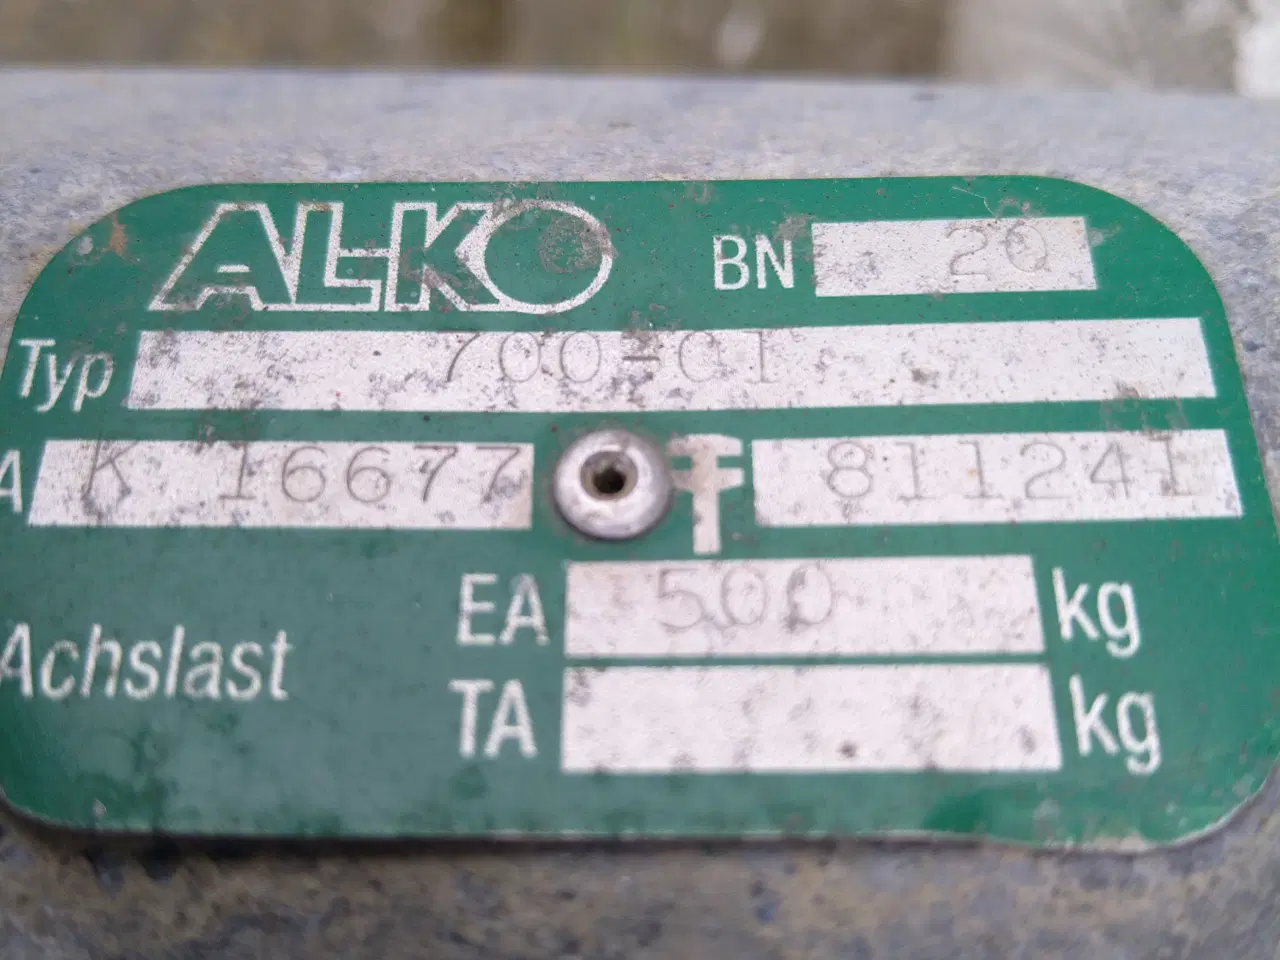 AL-KO BN 20
Typ 700-01
A K 16677 811241
EA 500 kg
Achslast
TA kg